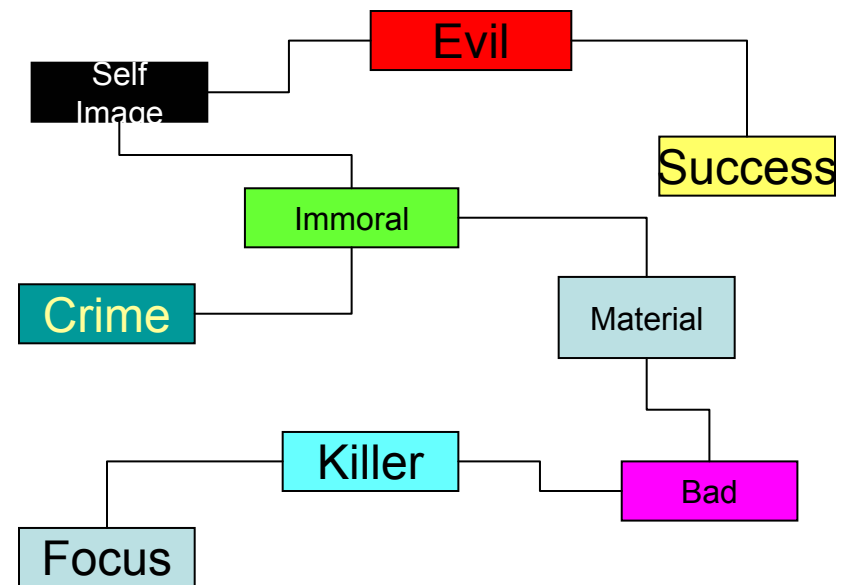 Evil
Self
Image
Success
Immoral
Crime
Material
Killer
Bad
Focus